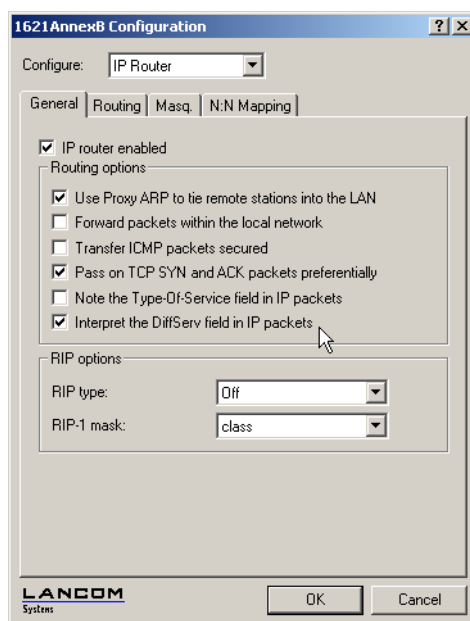 1621AnnexB Configuration
Configure: IP Router
General Routing Masq. N:N Mapping
IP router enabled
Routing options
Use Proxy ARP to tie remote stations into the LAN
Forward packets within the local network
Transfer ICMP packets secured
Pass on TCP SYN and ACK packets preferentially
Note the Type-Of-Service field in IP packets
Interpret the DiffServ field in IP packets
RIP options
RIP type: Off
RIP-1 mask: class
LANCOM
Systems
OK Cancel